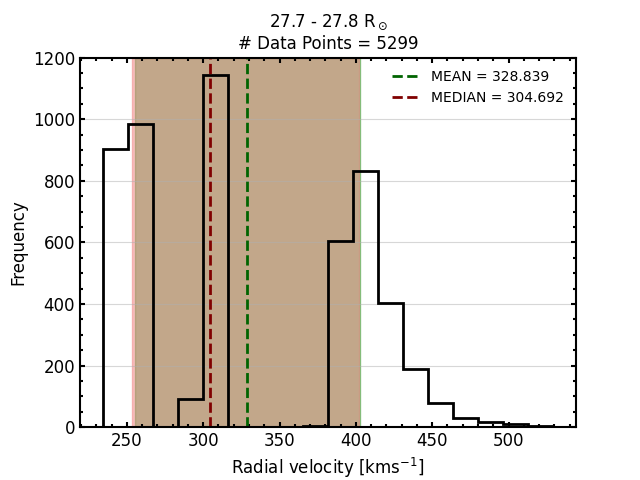 27.7 - 27.8 R⊙
# Data Points = 5299
MEAN = 328.839
MEDIAN = 304.692
Frequency
1200
1000
800
600
400
200
0
250 300 350 400 450 500
Radial velocity [kms⁻¹]